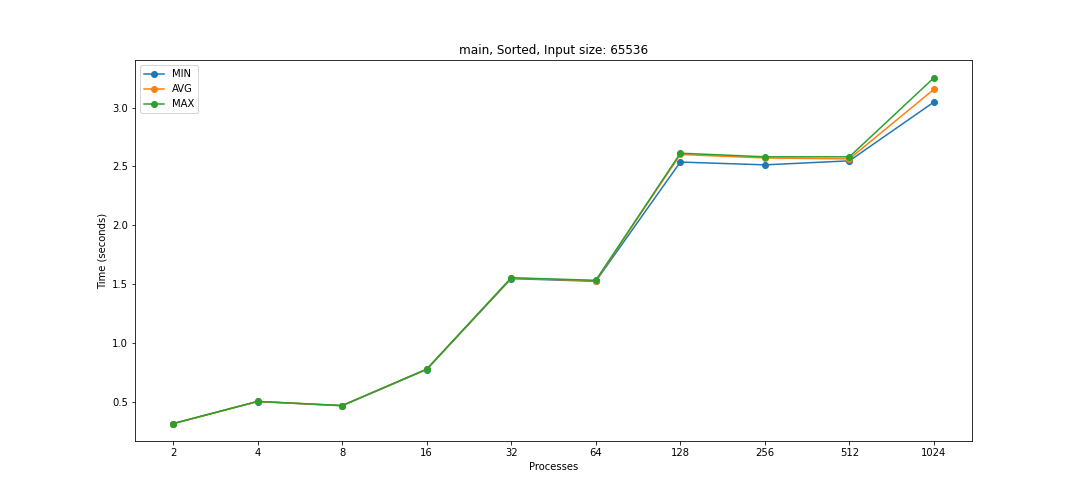 main, Sorted, Input size: 65536
MIN
AVG
MAX
Time (seconds)
3.0
2.5
2.0
1.5
1.0
0.5
2 4 8 16 32 64 128 256 512 1024
Processes